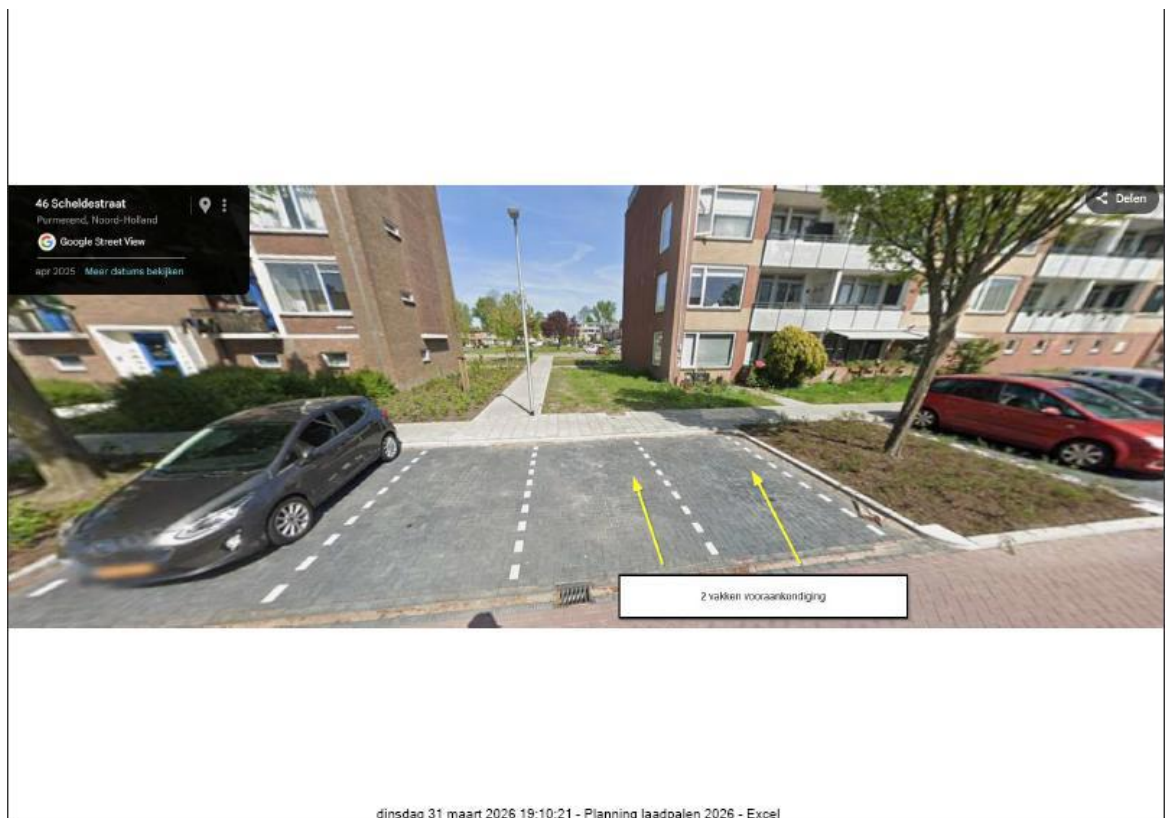 46 Scheldestraat
Purmerend, Noord-Holland
Google Street View
apr 2025 Meer datums bekijken
Delen
2 vakken vooraankondiging
dinsdag 31 maart 2026 19:10:21 - Planning laadpalen 2026 - Excel